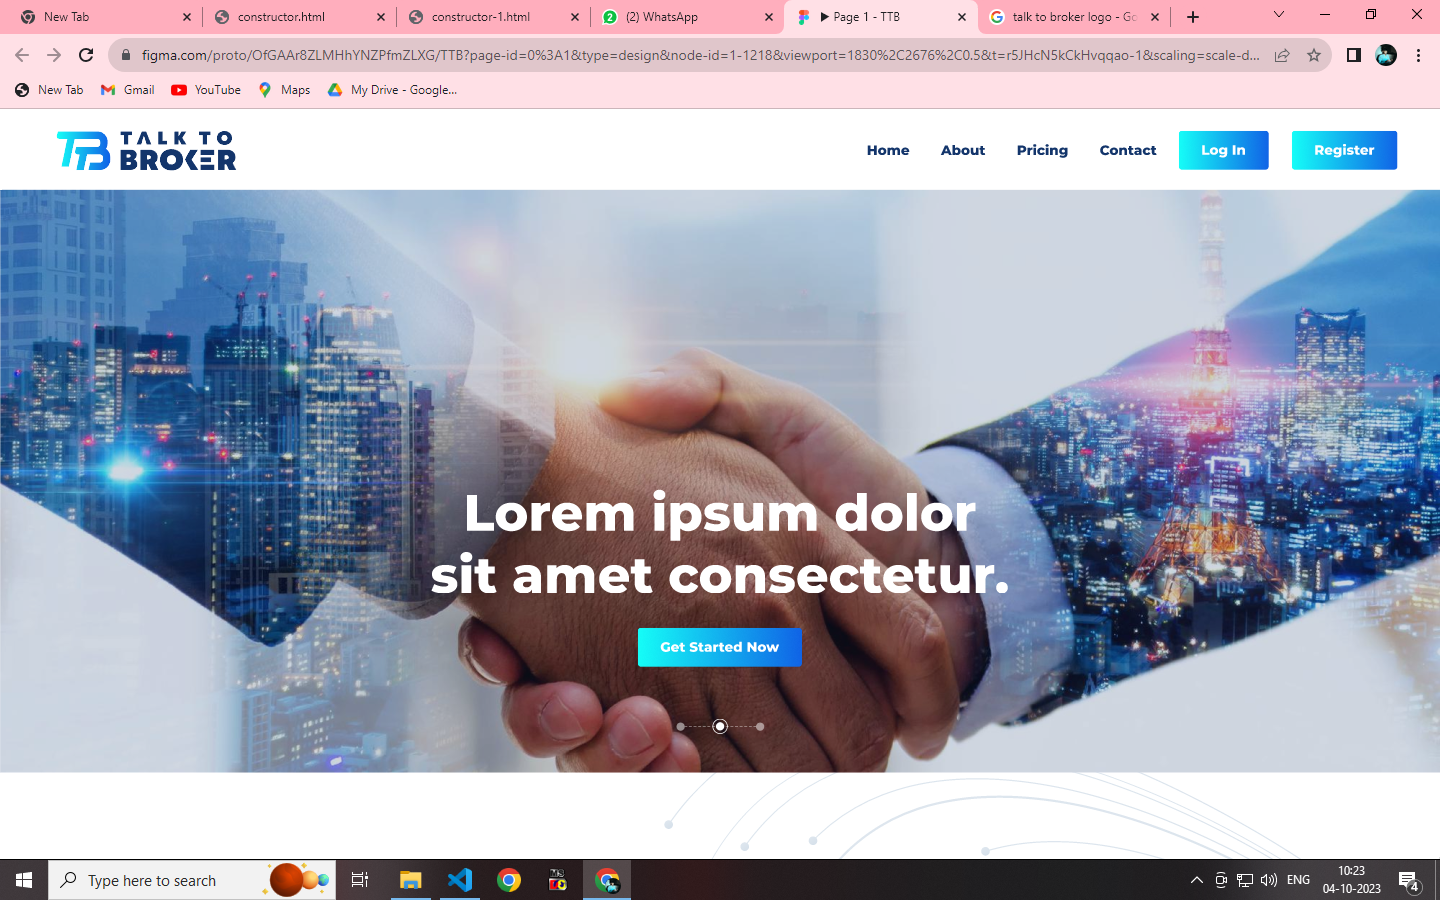 New Tab
constructor.html
constructor-1.html
2
(2) WhatsApp
Page 1 - TTB
talk to broker logo - Go
figma.com/proto/OfGAAr8ZLMHhYNZPfmZLXG/TTB?page-id=0%3A1&type=design&node-id=1-1218&viewport=1830%2C2676%2C0.5&t=r5JHcN5kCkHvqqao-1&scaling=scale-d...
New Tab
Gmail
YouTube
Maps
My Drive - Google...
TB TALK TO
BROKER
Home
About
Pricing
Contact
Log In
Register
Lorem ipsum dolor
sit amet consectetur.
Get Started Now
Type here to search
ENG
10:23
04-10-2023
4